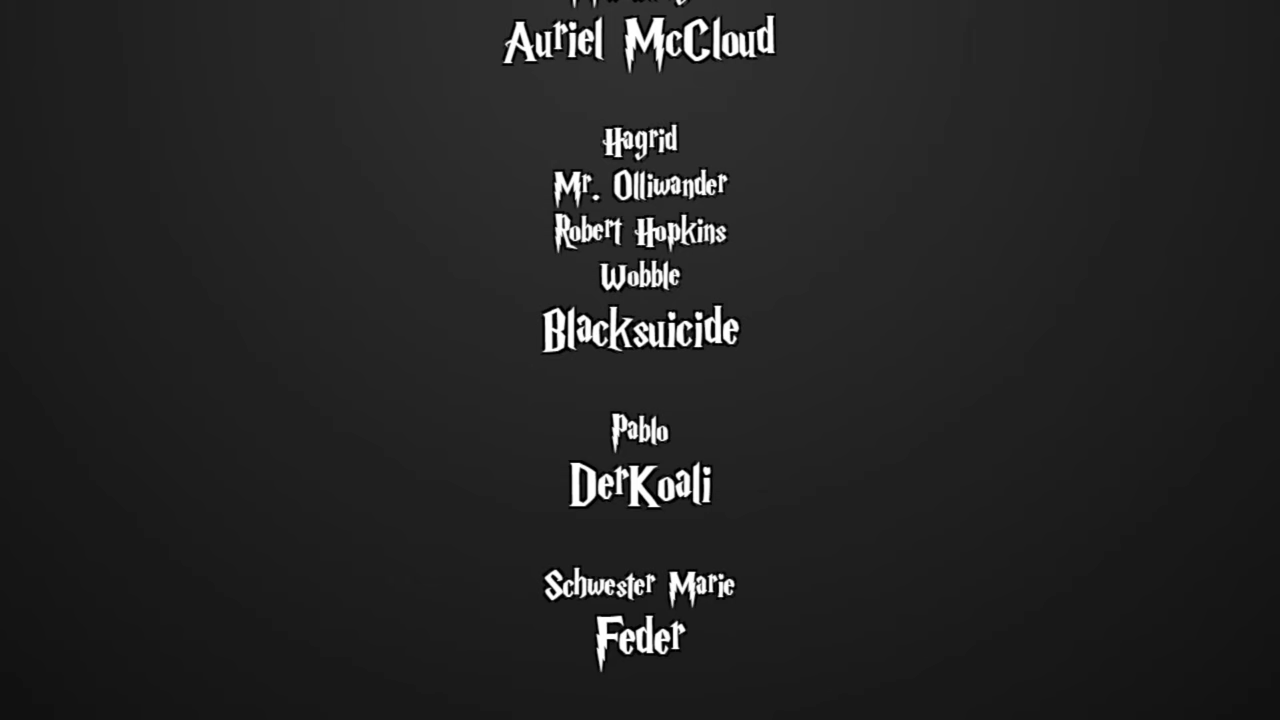 Auriel McCloud
Hagrid
Mr. Olliwander
Robert Hopkins
Wobble
Blacksuicide
Pablo
DerKoali
Schwester Marie
Feder